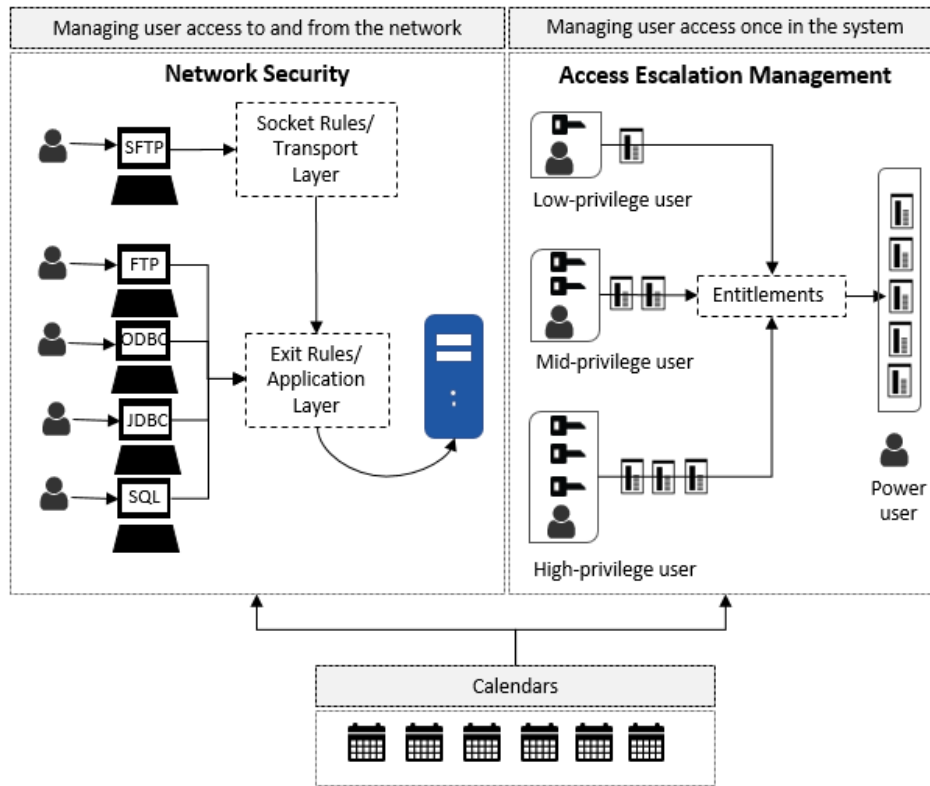 Managing user access to and from the network
Managing user access once in the system
Network Security
Access Escalation Management
SFTP
Socket Rules/
Transport
Layer
FTP
ODBC
JDBC
SQL
Exit Rules/
Application
Layer
Low-privilege user
Mid-privilege user
High-privilege user
Entitlements
Power
user
Calendars